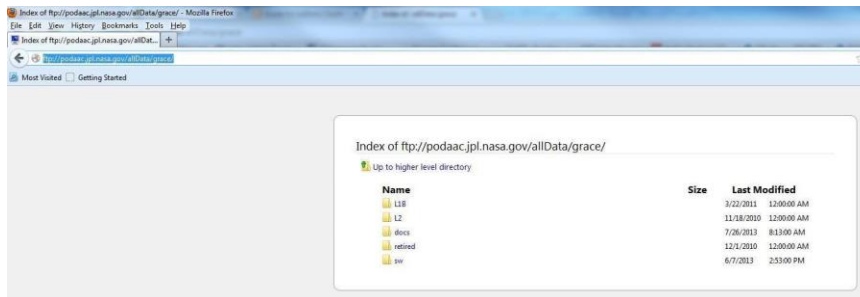 Index of ftp://podaac.jpl.nasa.gov/allData/grace/ - Mozilla Firefox
File Edit View History Bookmarks Tools Help
Index of ftp://podaac.jpl.nasa.gov/allDat... +
ftp://podaac.jpl.nasa.gov/allData/grace/
Most Visited Getting Started
Index of ftp://podaac.jpl.nasa.gov/allData/grace/
Up to higher level directory
Name Size Last Modified
L1B 3/22/2011 12:00:00 AM
L2 11/18/2010 12:00:00 AM
docs 7/26/2013 8:13:00 AM
retired 12/1/2010 12:00:00 AM
sw 6/7/2013 2:53:00 PM